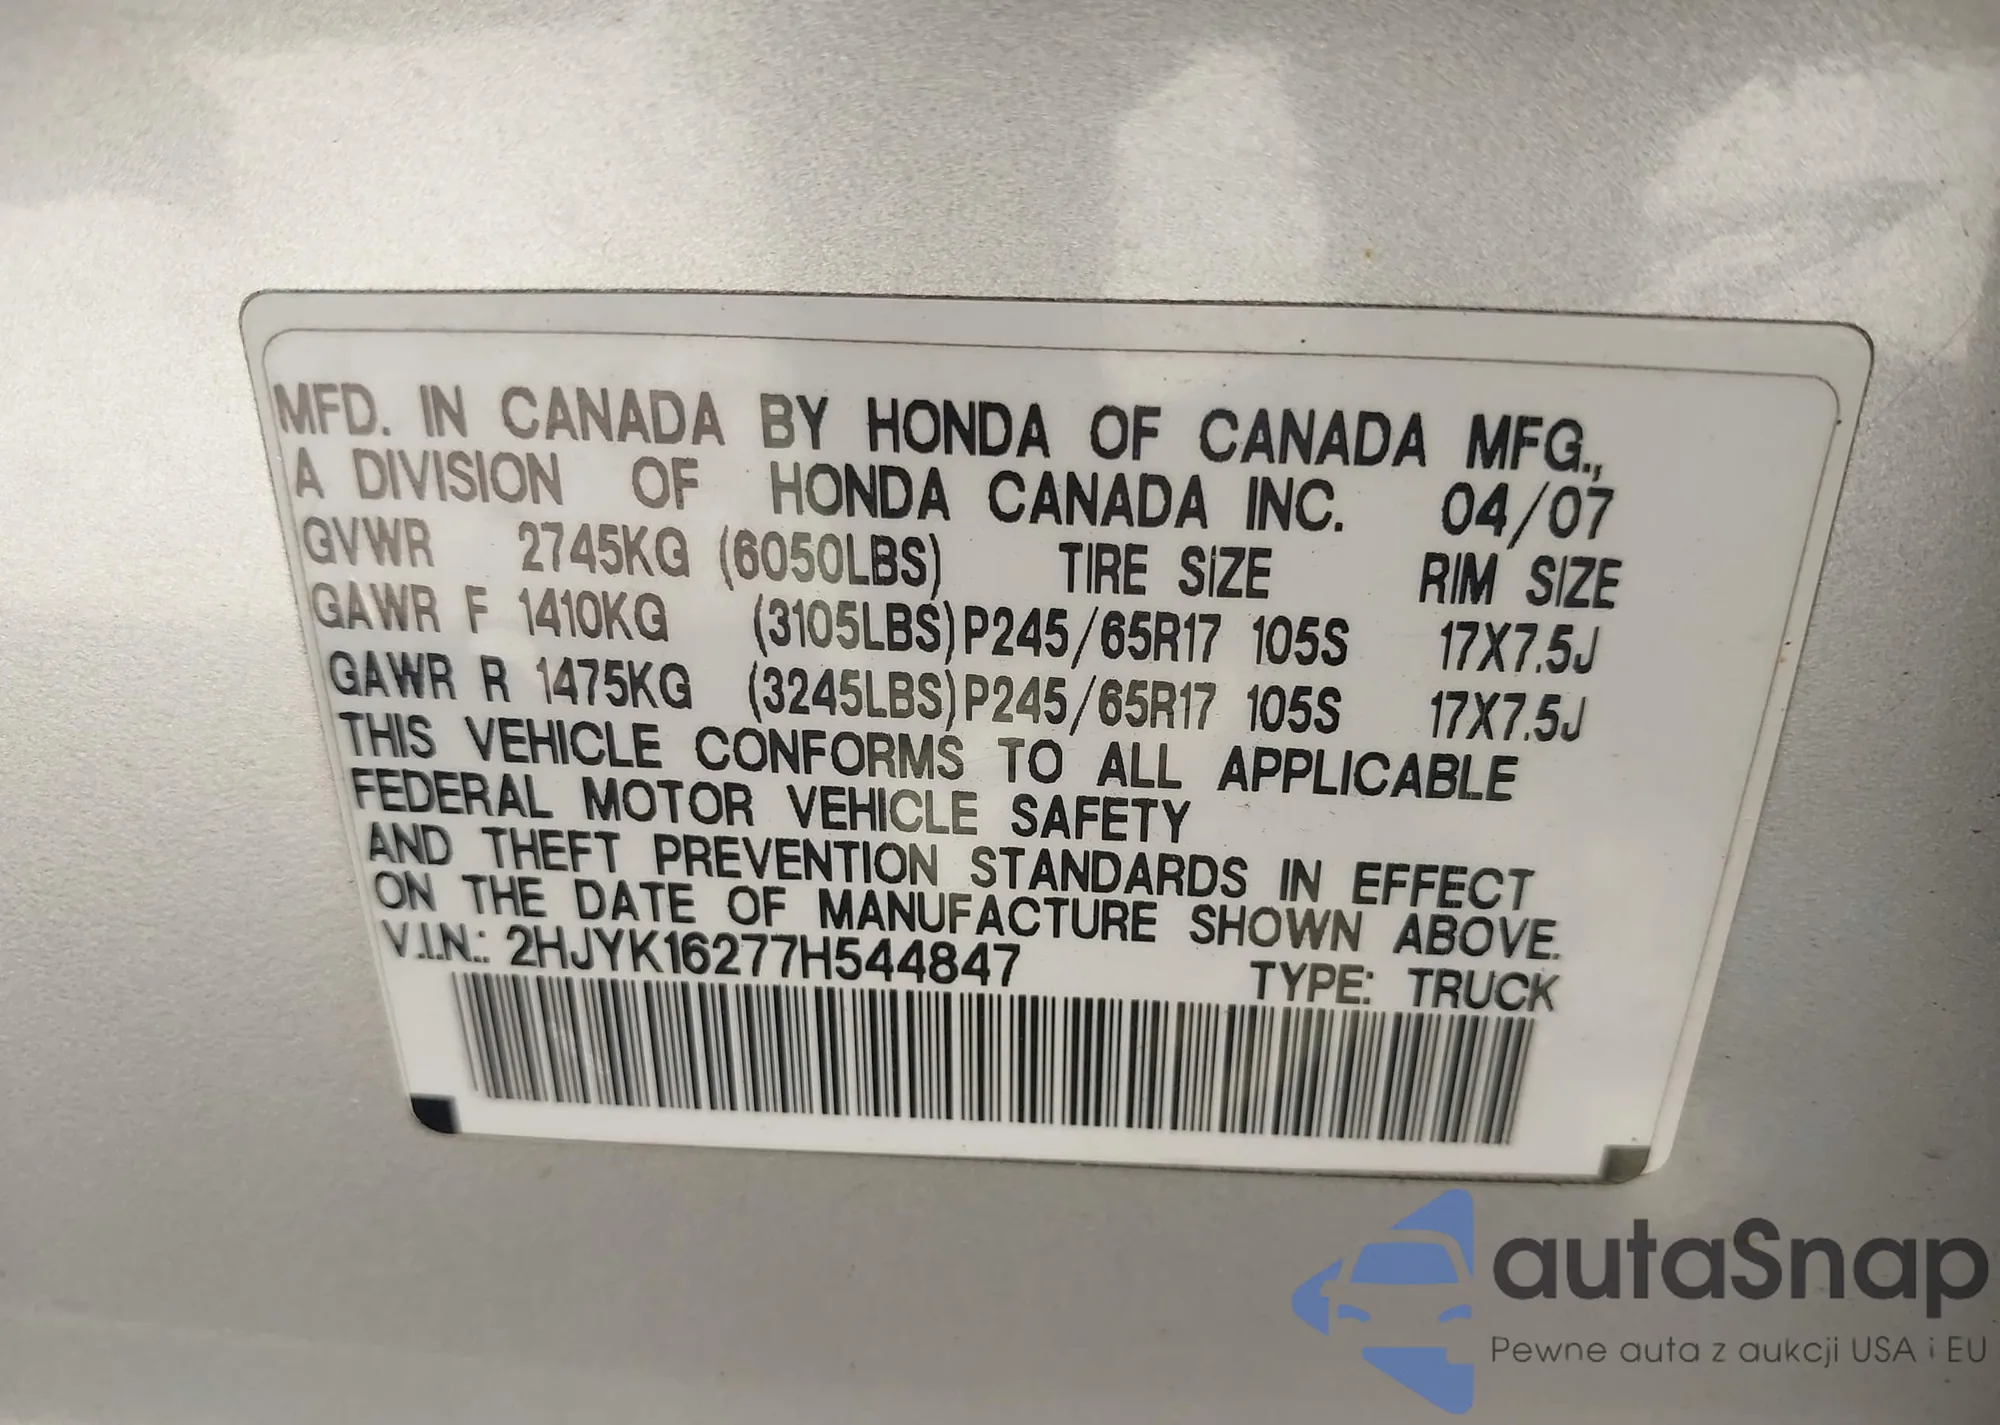 MFD. IN CANADA BY HONDA OF CANADA MFG.,
A DIVISION OF HONDA CANADA INC. 04/07
GVWR 2745KG (6050LBS) TIRE SIZE RIM SIZE
GAWR F 1410KG (3105LBS) P245/65R17 105S 17X7.5J
GAWR R 1475KG (3245LBS) P245/65R17 105S 17X7.5J
THIS VEHICLE CONFORMS TO ALL APPLICABLE
FEDERAL MOTOR VEHICLE SAFETY
AND THEFT PREVENTION STANDARDS IN EFFECT
ON THE DATE OF MANUFACTURE SHOWN ABOVE.
V.I.N.: 2HJYK16277H544847
TYPE: TRUCK
autaSnap
Pewne auta z aukcji USA i EU